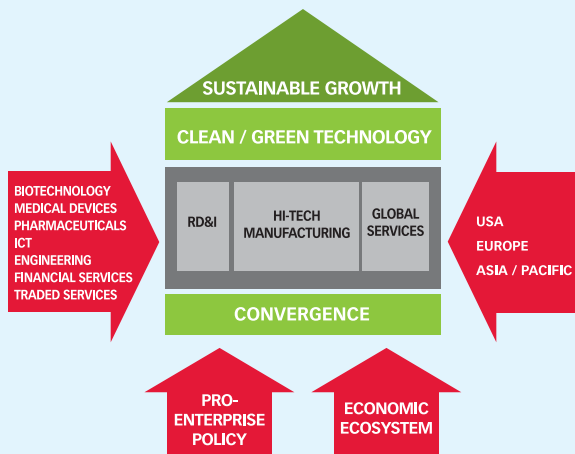 SUSTAINABLE GROWTH
CLEAN / GREEN TECHNOLOGY
BIOTECHNOLOGY
MEDICAL DEVICES
PHARMACEUTICALS
ICT
ENGINEERING
FINANCIAL SERVICES
TRADED SERVICES
RD&I
HI-TECH
MANUFACTURING
GLOBAL
SERVICES
USA
EUROPE
ASIA / PACIFIC
CONVERGENCE
PRO-
ENTERPRISE
POLICY
ECONOMIC
ECOSYSTEM